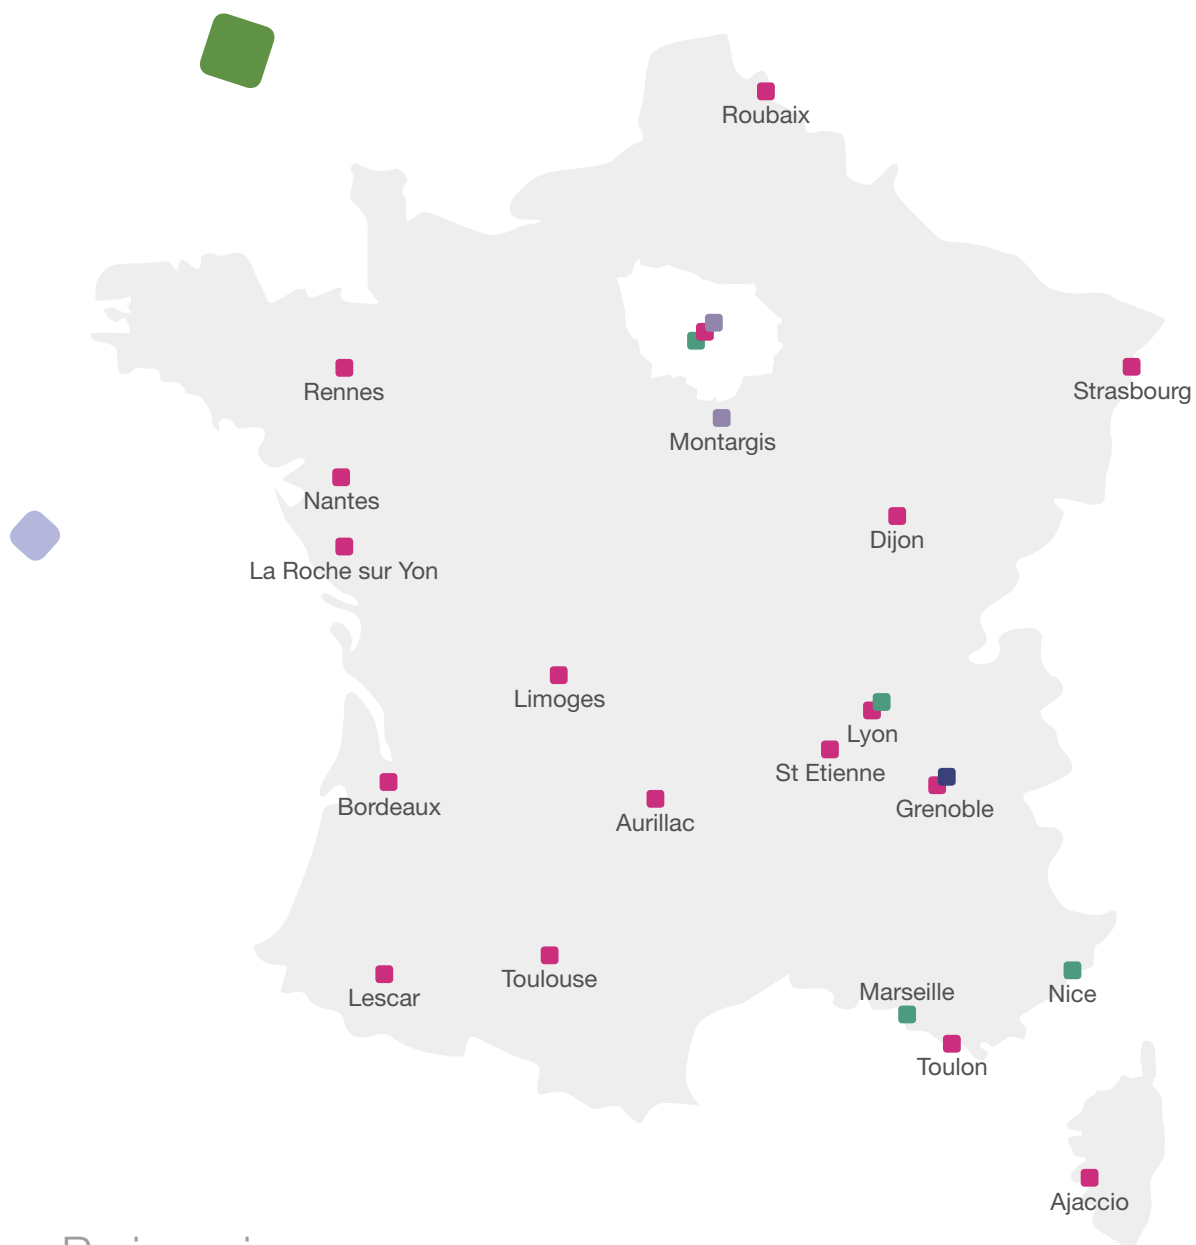 Roubaix
Rennes
Strasbourg
Montargis
Nantes
Dijon
La Roche sur Yon
Limoges
Lyon
St Etienne
Bordeaux
Grenoble
Aurillac
Toulouse
Marseille
Nice
Lescar
Toulon
Ajaccio